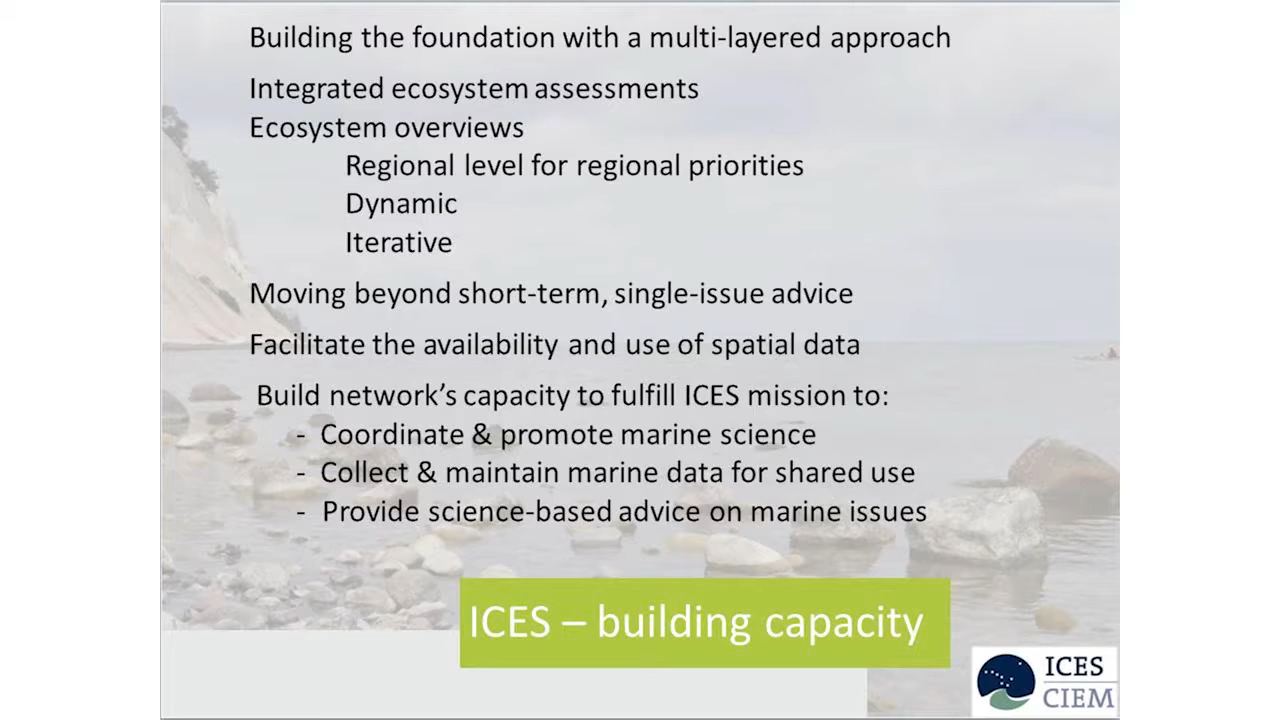 Building the foundation with a multi-layered approach
Integrated ecosystem assessments
Ecosystem overviews
Regional level for regional priorities
Dynamic
Iterative
Moving beyond short-term, single-issue advice
Facilitate the availability and use of spatial data
Build network's capacity to fulfill ICES mission to:
- Coordinate & promote marine science
- Collect & maintain marine data for shared use
- Provide science-based advice on marine issues
ICES – building capacity
ICES
CIEM